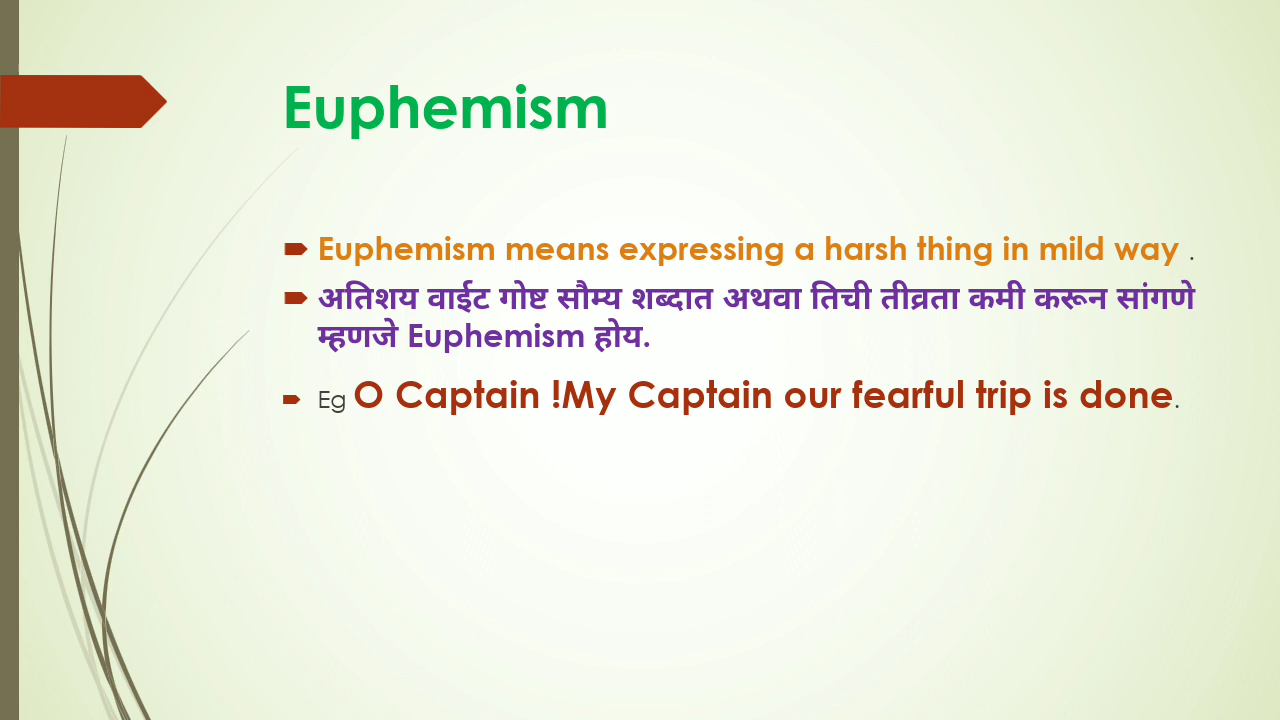 Euphemism
Euphemism means expressing a harsh thing in mild way .
अतिशय वाईट गोष्ट सौम्य शब्दात अथवा तिची तीव्रता कमी करून सांगणे
म्हणजे Euphemism होय.
Eg O Captain !My Captain our fearful trip is done.